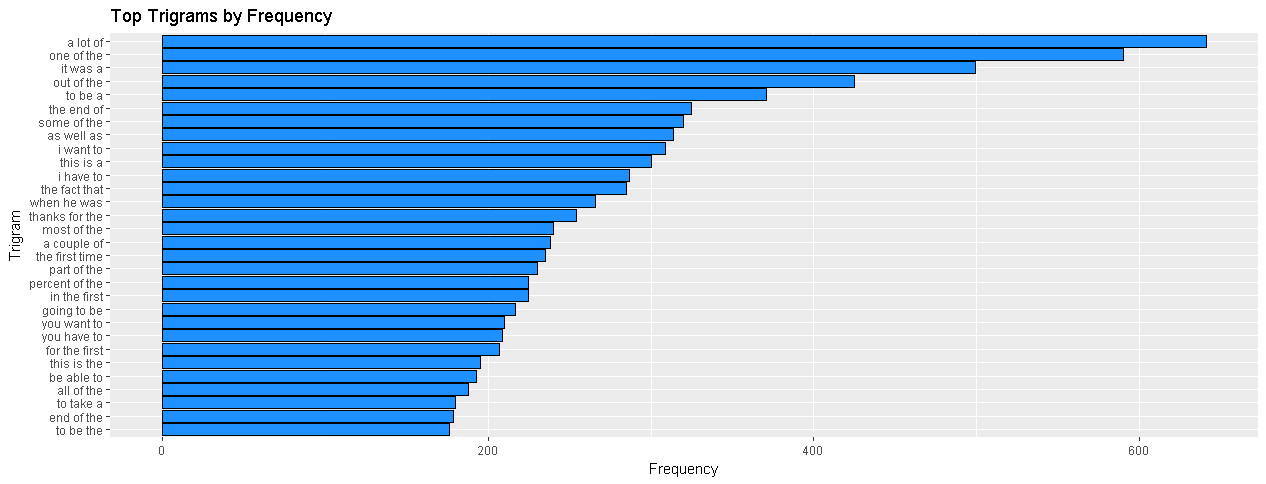 Top Trigrams by Frequency
a lot of
one of the
it was a
out of the
to be a
the end of
some of the
as well as
i want to
this is a
i have to
the fact that
when he was
thanks for the
most of the
a couple of
the first time
part of the
percent of the
in the first
going to be
you want to
you have to
for the first
this is the
be able to
all of the
to take a
end of the
to be the
Trigram
0 200 400 600
Frequency